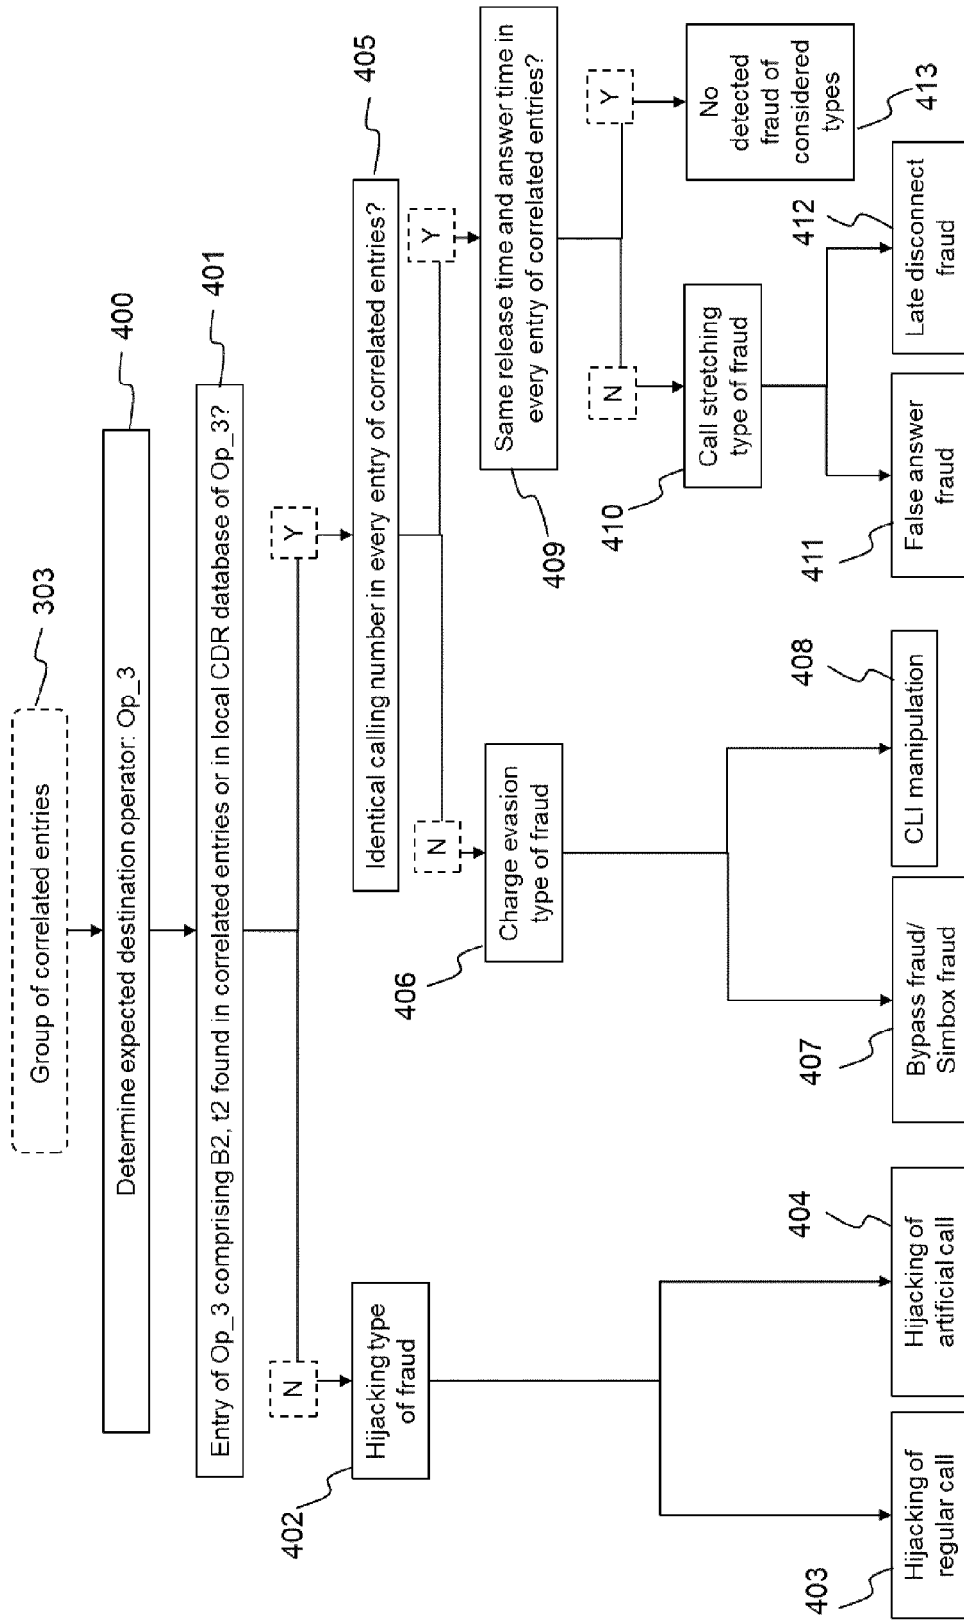 Group of correlated entries
303
Determine expected destination operator: Op_3
400
Entry of Op_3 comprising B2, t2 found in correlated entries or in local CDR database of Op_3?
401
N
Y
Hijacking type
of fraud
402
Identical calling number in every entry of correlated entries?
405
N
Y
Charge evasion
type of fraud
406
Same release time and answer time in
every entry of correlated entries?
409
N
Y
Call stretching
type of fraud
410
No
detected
fraud of
considered
types
413
Hijacking of
regular call
403
Hijacking of
artificial call
404
Bypass fraud/
Simbox fraud
407
CLI manipulation
408
False answer
fraud
411
Late disconnect
fraud
412